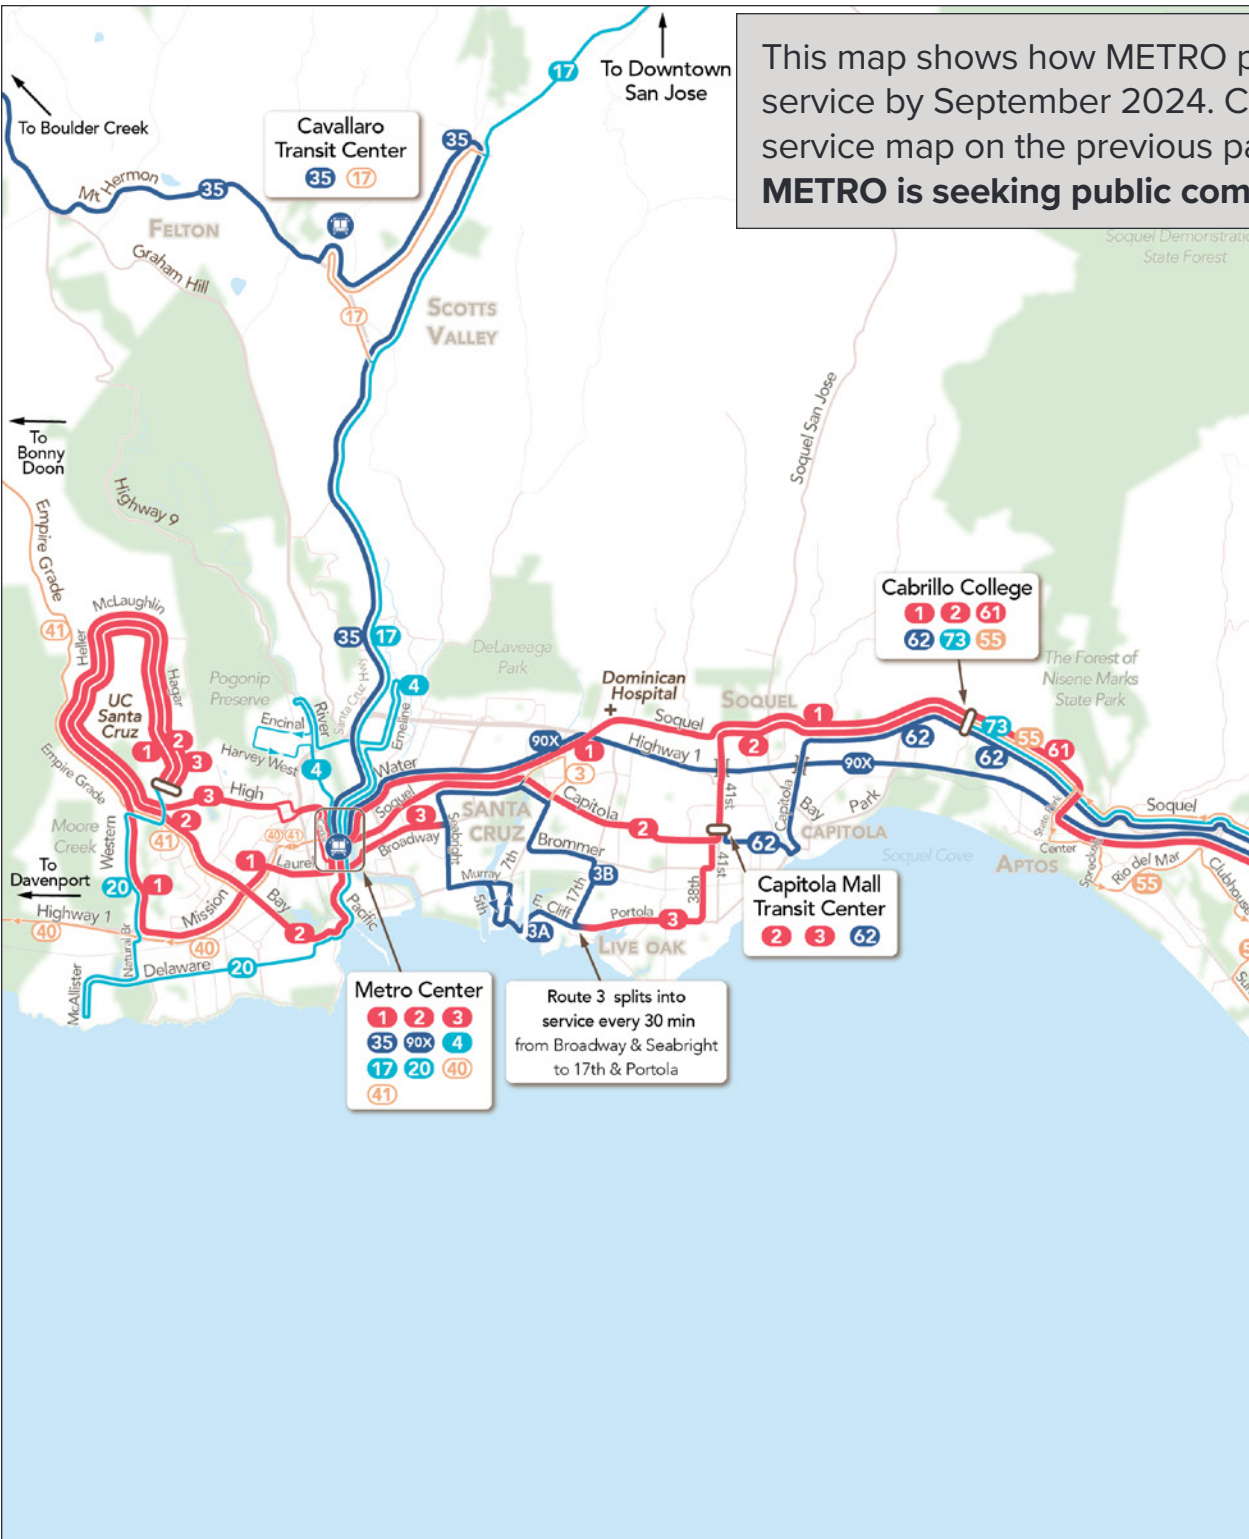 This map shows how METRO p
service by September 2024. C
service map on the previous pa
METRO is seeking public com
To Downtown
San Jose
17
To Boulder Creek
Cavallaro
Transit Center
35 17
35
Mt Hermon
35
FELTON
Graham Hill
17
SCOTTS
VALLEY
Soquel Demonstratio
State Forest
To
Bonny
Doon
Highway 9
Soquel San Jose
Empire Grade
41
McLaughlin
Heller
Hagar
UC
Santa
Cruz
1
2
3
Pogonip
Preserve
35
17
Santa Cruz Hwy
4
Emeline
River
Encinal
Harvey West
4
DeLaveaga
Park
Dominican
Hospital
SOQUEL
Cabrillo College
1 2 61
62 73 55
The Forest of
Nisene Marks
State Park
Soquel
1
2
90X
1
Highway 1
3
90X
62
73
55
61
62
Empire Grade
Water
Soquel
3
High
2
41
Moore
Creek
Western
40 41
Laurel
1
Broadway
3
SANTA
CRUZ
Seabright
Capitola
2
Brommer
41st
41st
Capitola
Bay
Park
CAPITOLA
62
Soquel Cove
State Park
Center
APTOS
Soquel
Spreckels
Rio del Mar
55
Clubhouse
To
Davenport
20
1
Mission
Bay
2
Pacific
Murray
7th
5th
17th
3B
E. Cliff
3A
Portola
3
38th
LIVE OAK
Highway 1
40
40
Natural Br.
Delaware
20
McAllister
Capitola Mall
Transit Center
2 3 62
Metro Center
1 2 3
35 90X 4
17 20 40
41
Route 3 splits into
service every 30 min
from Broadway & Seabright
to 17th & Portola